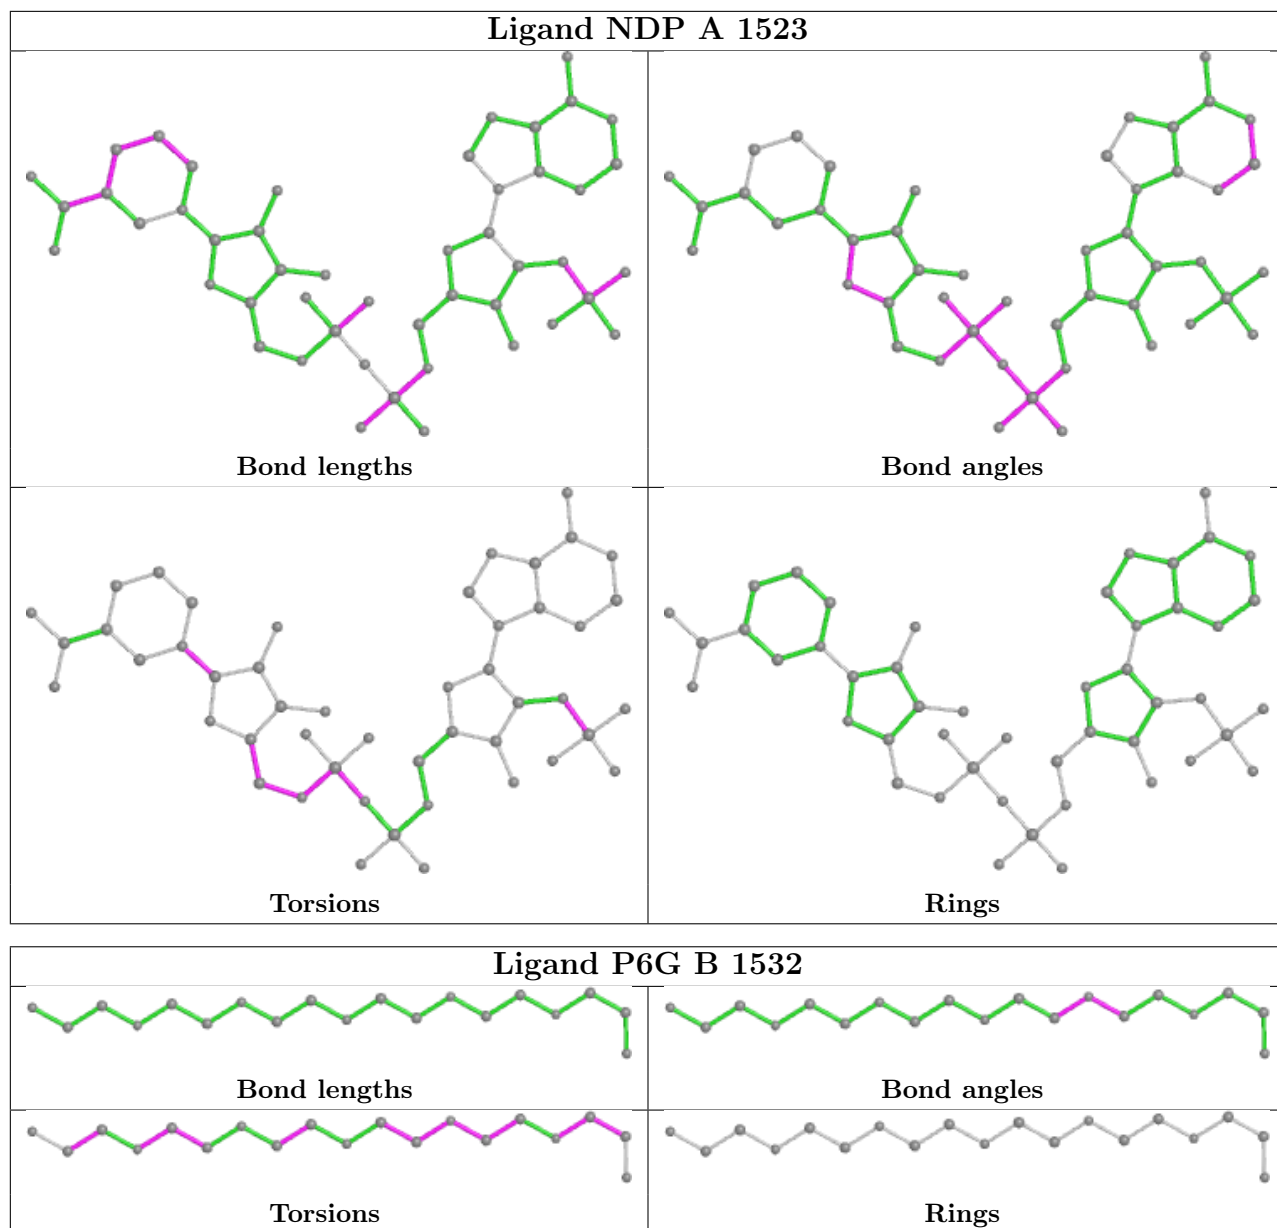 Ligand NDP A 1523
Bond lengths
Bond angles
Torsions
Rings
Ligand P6G B 1532
Bond lengths
Bond angles
Torsions
Rings